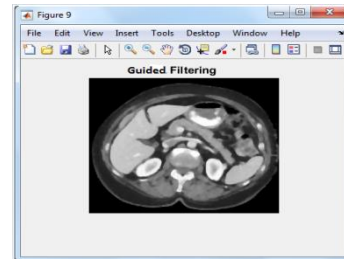 Figure 9
File Edit View Insert Tools Desktop Window Help
Guided Filtering